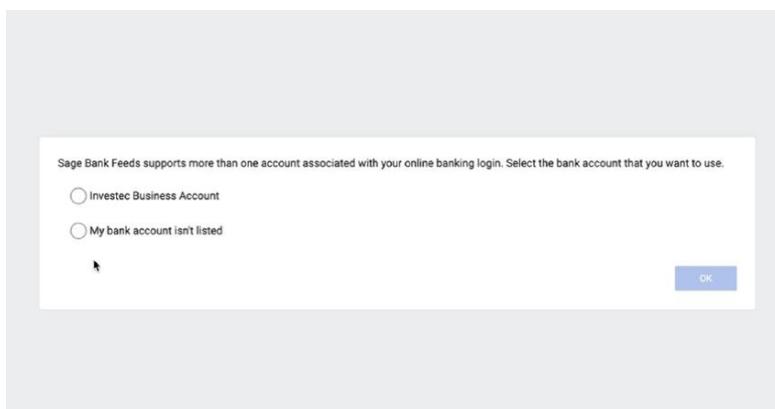 Sage Bank Feeds supports more than one account associated with your online banking login. Select the bank account that you want to use.
Investec Business Account
My bank account isn't listed
OK